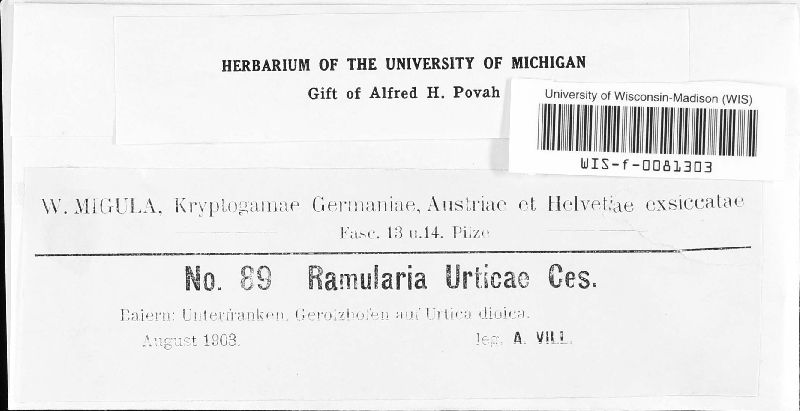 HERBARIUM OF THE UNIVERSITY OF MICHIGAN
Gift of Alfred H. Povah
University of Wisconsin-Madison (WIS)
WIS-f-0081303
W. MIGULA, Kryptogamae Germaniae, Austriae et Helvetiae exsiccatae
Fasc. 13 u. 14. Pilze
No. 89 Ramularia Urticae Ces.
Baiern: Unterfranken, Gerolzhofen auf Urtica dioica.
August 1903. leg. A. VILL.